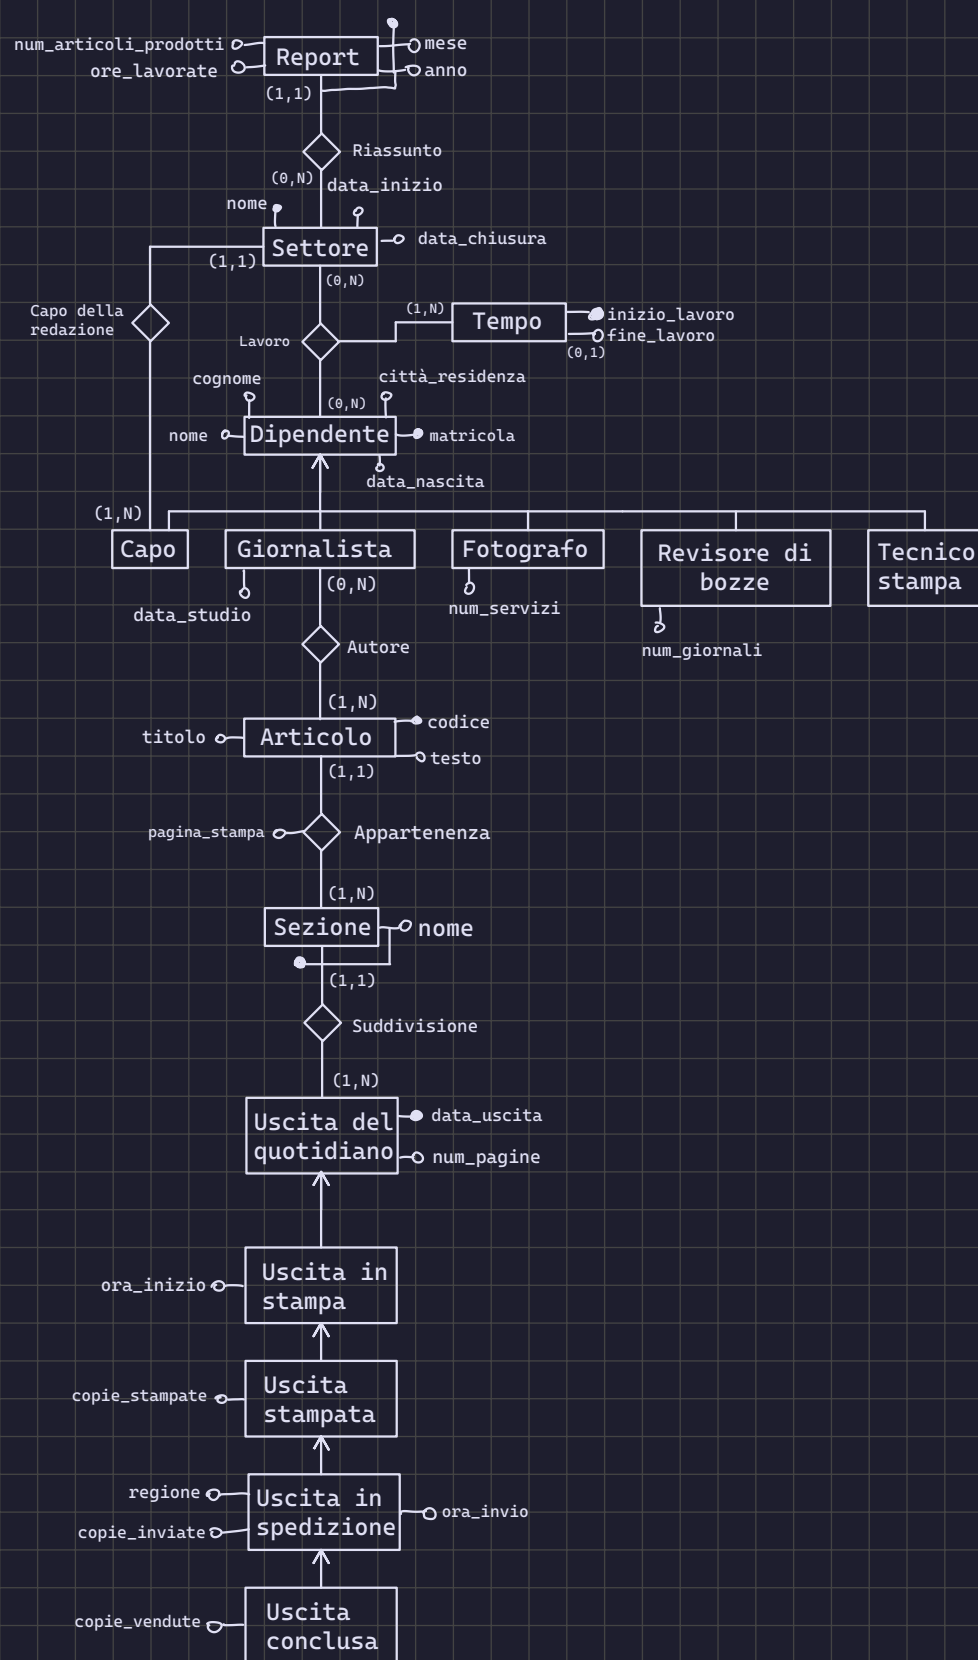 num_articoli_prodotti
Report
mese
ore_lavorate
anno
(1,1)
Riassunto
(0,N)
data_inizio
nome
Settore
data_chiusura
(1,1)
(0,N)
Capo della
redazione
Lavoro
(1,N)
Tempo
inizio_lavoro
fine_lavoro
(0,1)
cognome
città_residenza
(0,N)
nome
Dipendente
matricola
data_nascita
(1,N)
Capo
Giornalista
Fotografo
Revisore di
bozze
Tecnico
stampa
(0,N)
data_studio
num_servizi
num_giornali
Autore
(1,N)
titolo
Articolo
codice
testo
(1,1)
pagina_stampa
Appartenenza
(1,N)
Sezione
nome
(1,1)
Suddivisione
(1,N)
Uscita del
quotidiano
data_uscita
num_pagine
ora_inizio
Uscita in
stampa
copie_stampate
Uscita
stampata
regione
copie_inviate
Uscita in
spedizione
ora_invio
copie_vendute
Uscita
conclusa